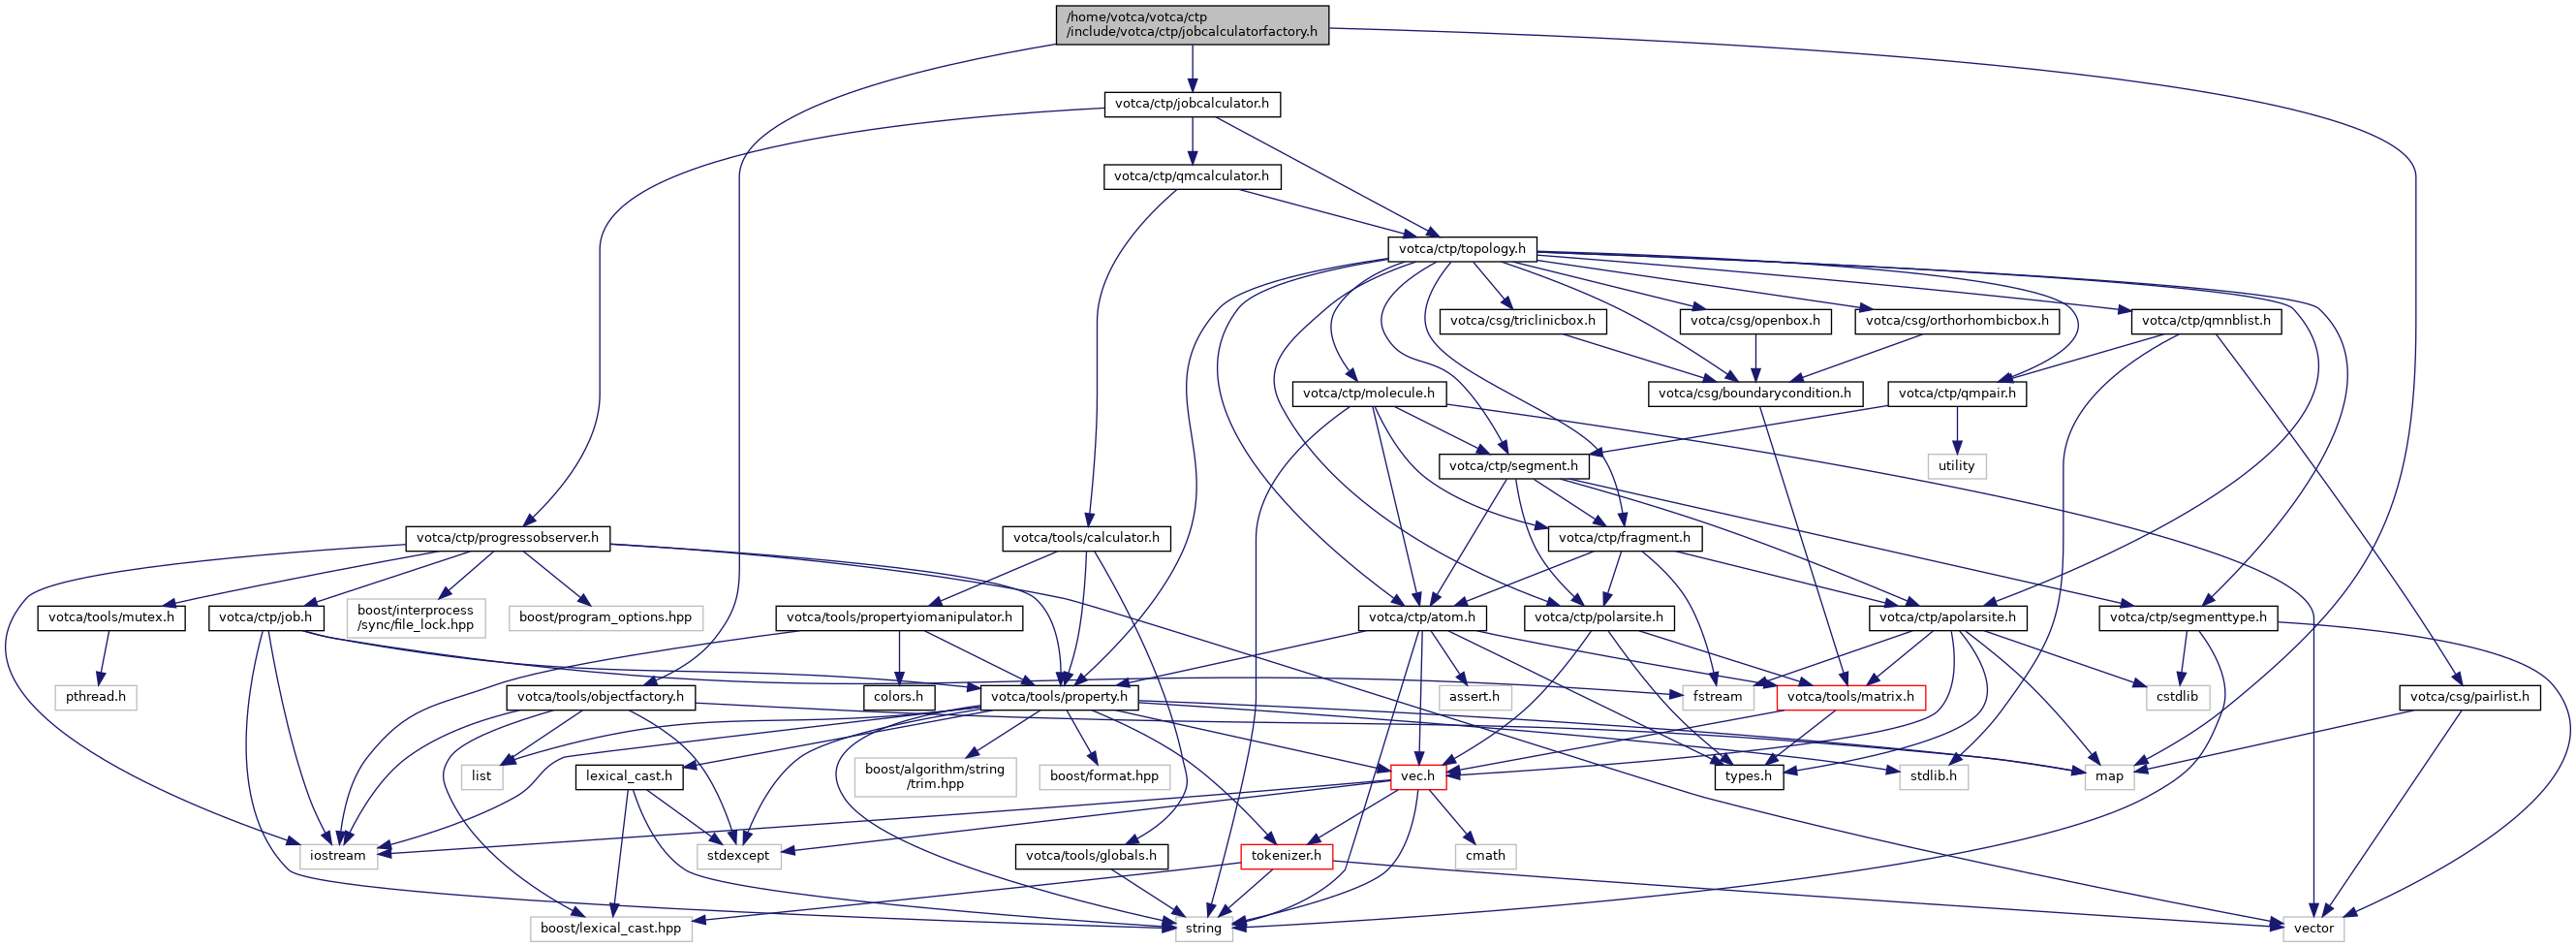 /home/votca/votca/ctp
/include/votca/ctp/jobcalculatorfactory.h
votca/ctp/jobcalculator.h
votca/ctp/qmcalculator.h
votca/ctp/topology.h
votca/csg/triclinicbox.h
votca/csg/openbox.h
votca/csg/orthorhombicbox.h
votca/ctp/qmnblist.h
votca/ctp/molecule.h
votca/csg/boundarycondition.h
votca/ctp/qmpair.h
votca/ctp/segment.h
utility
votca/ctp/progressobserver.h
votca/tools/calculator.h
votca/ctp/fragment.h
votca/tools/mutex.h
votca/ctp/job.h
boost/interprocess
/sync/file_lock.hpp
boost/program_options.hpp
votca/tools/propertyiomanipulator.h
votca/ctp/atom.h
votca/ctp/polarsite.h
votca/ctp/apolarsite.h
votca/ctp/segmenttype.h
pthread.h
votca/tools/objectfactory.h
colors.h
votca/tools/property.h
assert.h
fstream
votca/tools/matrix.h
cstdlib
votca/csg/pairlist.h
list
lexical_cast.h
boost/algorithm/string
/trim.hpp
boost/format.hpp
vec.h
types.h
stdlib.h
map
iostream
stdexcept
votca/tools/globals.h
tokenizer.h
cmath
boost/lexical_cast.hpp
string
vector